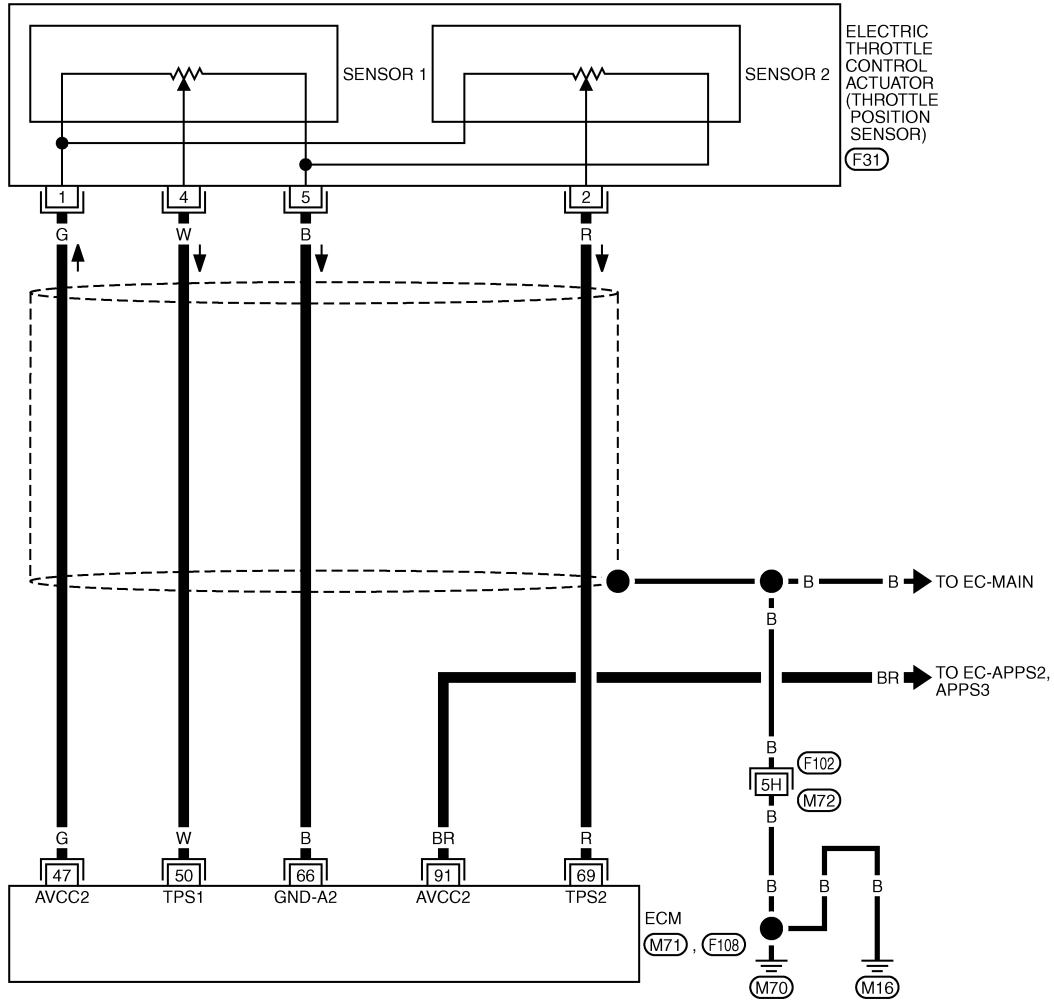 SENSOR 1
SENSOR 2
ELECTRIC
THROTTLE
CONTROL
ACTUATOR
(THROTTLE
POSITION
SENSOR)
F31
1
4
5
2
G
W
B
R
B
B
TO EC-MAIN
B
BR
TO EC-APPS2,
APPS3
B
F102
5H
M72
B
G
W
B
BR
R
47
50
66
91
69
AVCC2
TPS1
GND-A2
AVCC2
TPS2
B
B
B
ECM
M71 , F108
M70
M16